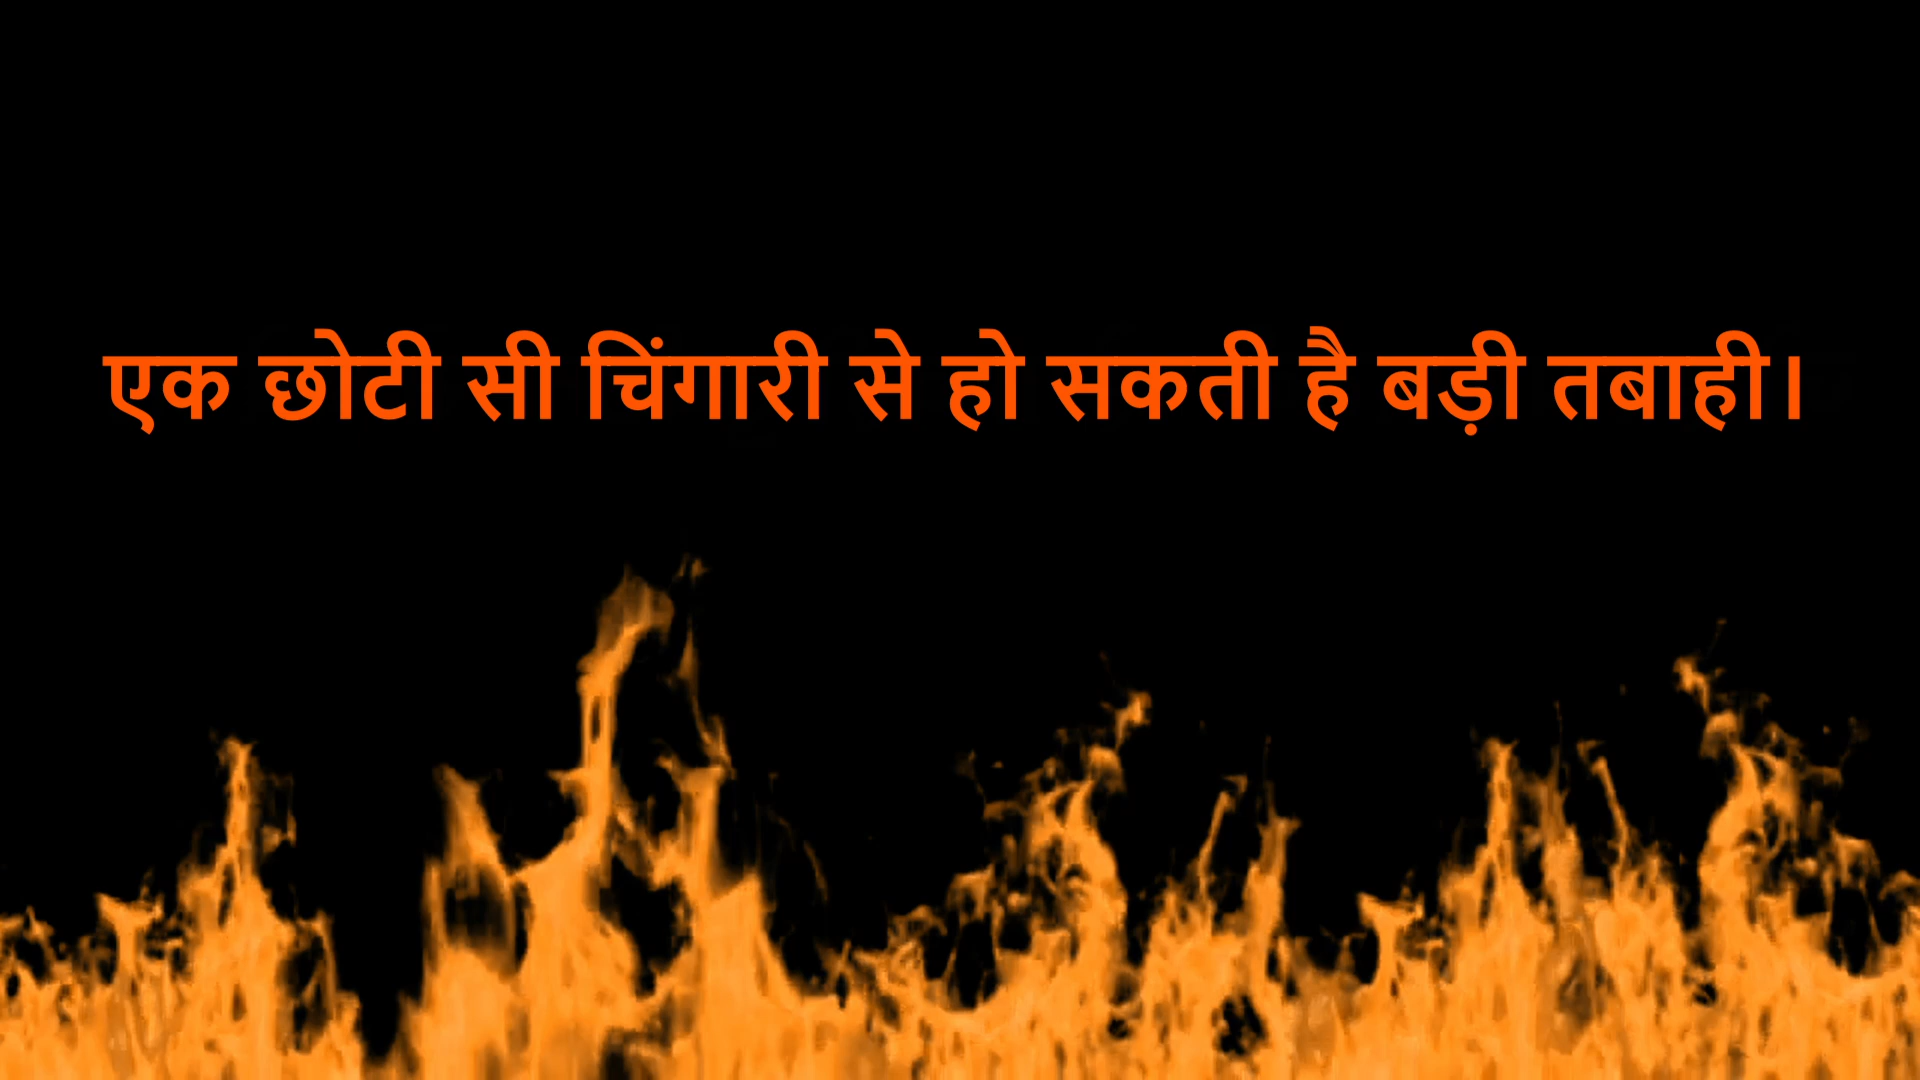 एक छोटी सी चिंगारी से हो सकती है बड़ी तबाही।